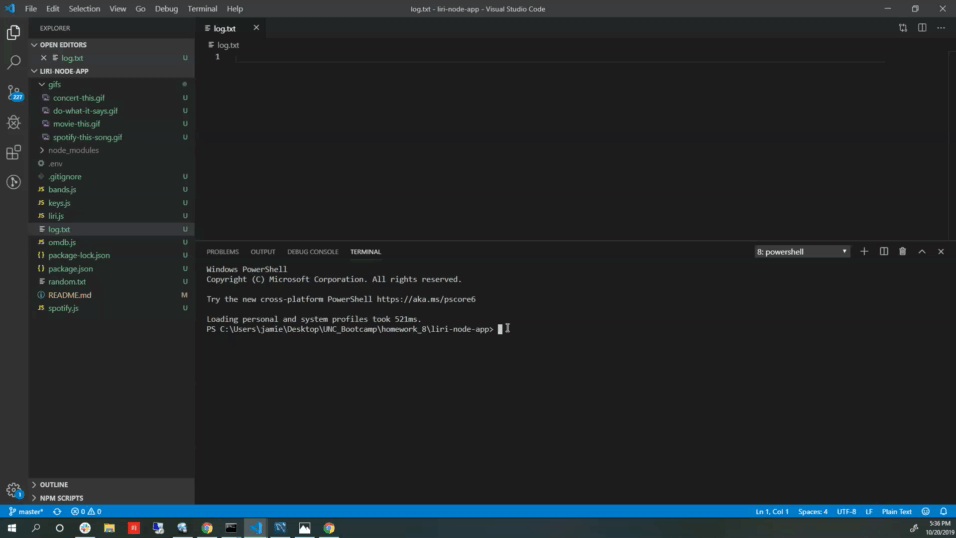 File Edit Selection View Go Debug Terminal Help
log.txt - liri-node-app - Visual Studio Code
EXPLORER
OPEN EDITORS
log.txt U
LIRI-NODE-APP
gifs
concert-this.gif U
do-what-it-says.gif U
movie-this.gif U
spotify-this-song.gif U
node_modules
.env
.gitignore U
JS bands.js U
JS keys.js U
JS liri.js U
log.txt U
JS omdb.js U
{} package-lock.json U
{} package.json U
random.txt U
README.md M
JS spotify.js U
OUTLINE
NPM SCRIPTS
227
1
log.txt
log.txt
1
PROBLEMS OUTPUT DEBUG CONSOLE TERMINAL
8: powershell
Windows PowerShell
Copyright (C) Microsoft Corporation. All rights reserved.
Try the new cross-platform PowerShell https://aka.ms/pscore6
Loading personal and system profiles took 521ms.
PS C:\Users\jamie\Desktop\UNC_Bootcamp\homework_8\liri-node-app>
master* 0 0
Ln 1, Col 1 Spaces: 4 UTF-8 LF Plain Text
5:36 PM
10/20/2019